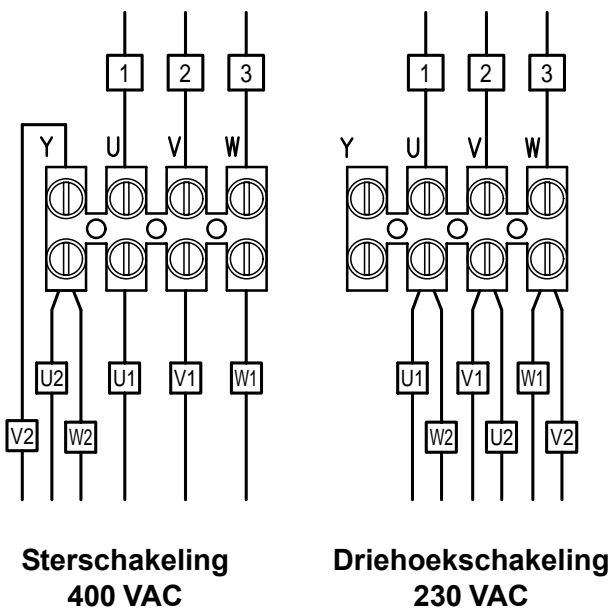 1 2 3
Y U V W
U2 U1 V1 W1
V2 W2
Sterschakeling
400 VAC
1 2 3
Y U V W
U1 V1 W1
W2 U2 V2
Driehoekschakeling
230 VAC